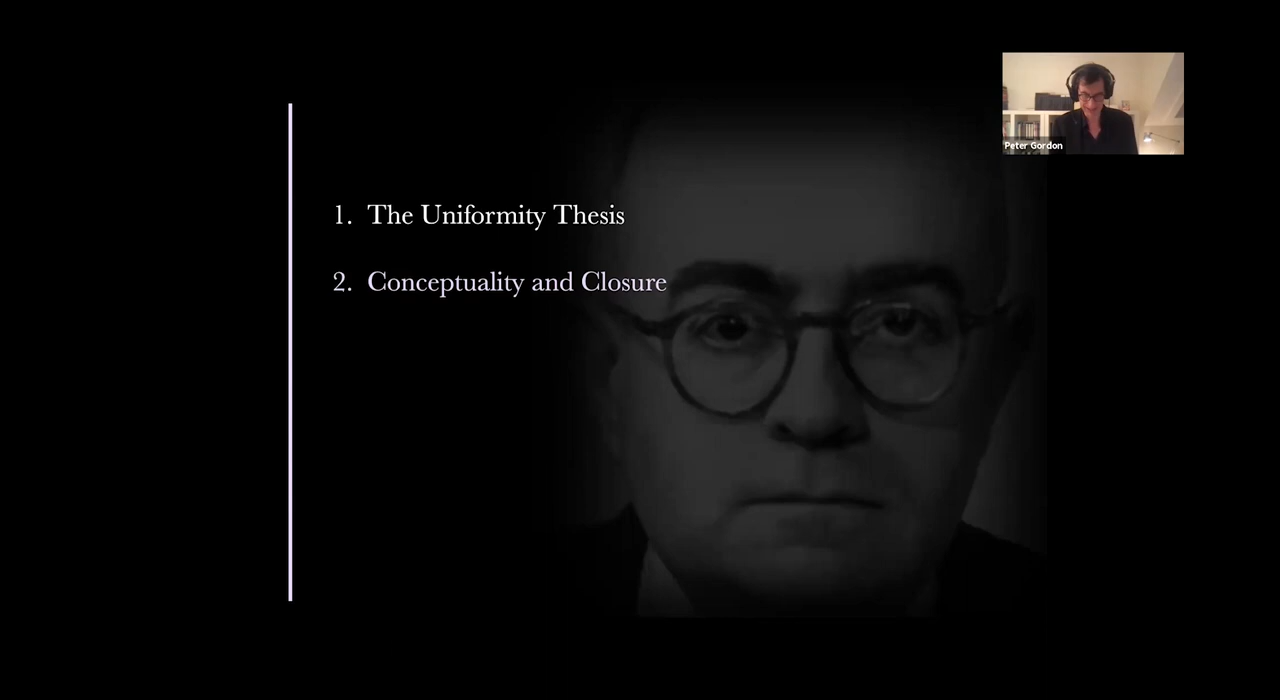 Peter Gordon
1. The Uniformity Thesis
2. Conceptuality and Closure